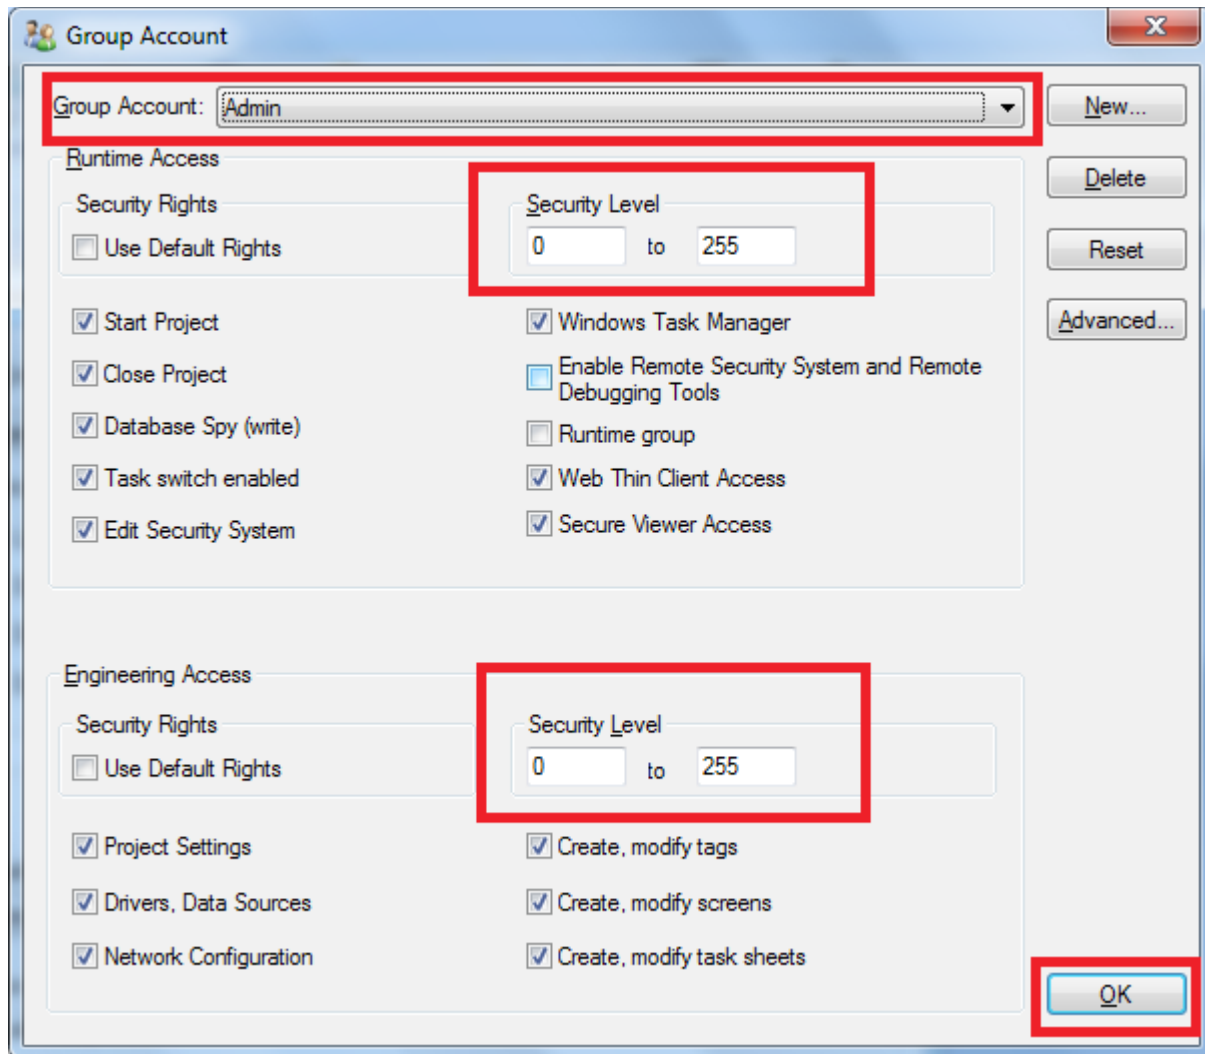 Group Account
Group Account: Admin
New...
Runtime Access
Delete
Security Rights
Security Level
Use Default Rights
0 to 255
Reset
Start Project
Windows Task Manager
Advanced...
Close Project
Enable Remote Security System and Remote
Debugging Tools
Database Spy (write)
Runtime group
Task switch enabled
Web Thin Client Access
Edit Security System
Secure Viewer Access
Engineering Access
Security Rights
Security Level
Use Default Rights
0 to 255
Project Settings
Create, modify tags
Drivers, Data Sources
Create, modify screens
Network Configuration
Create, modify task sheets
OK